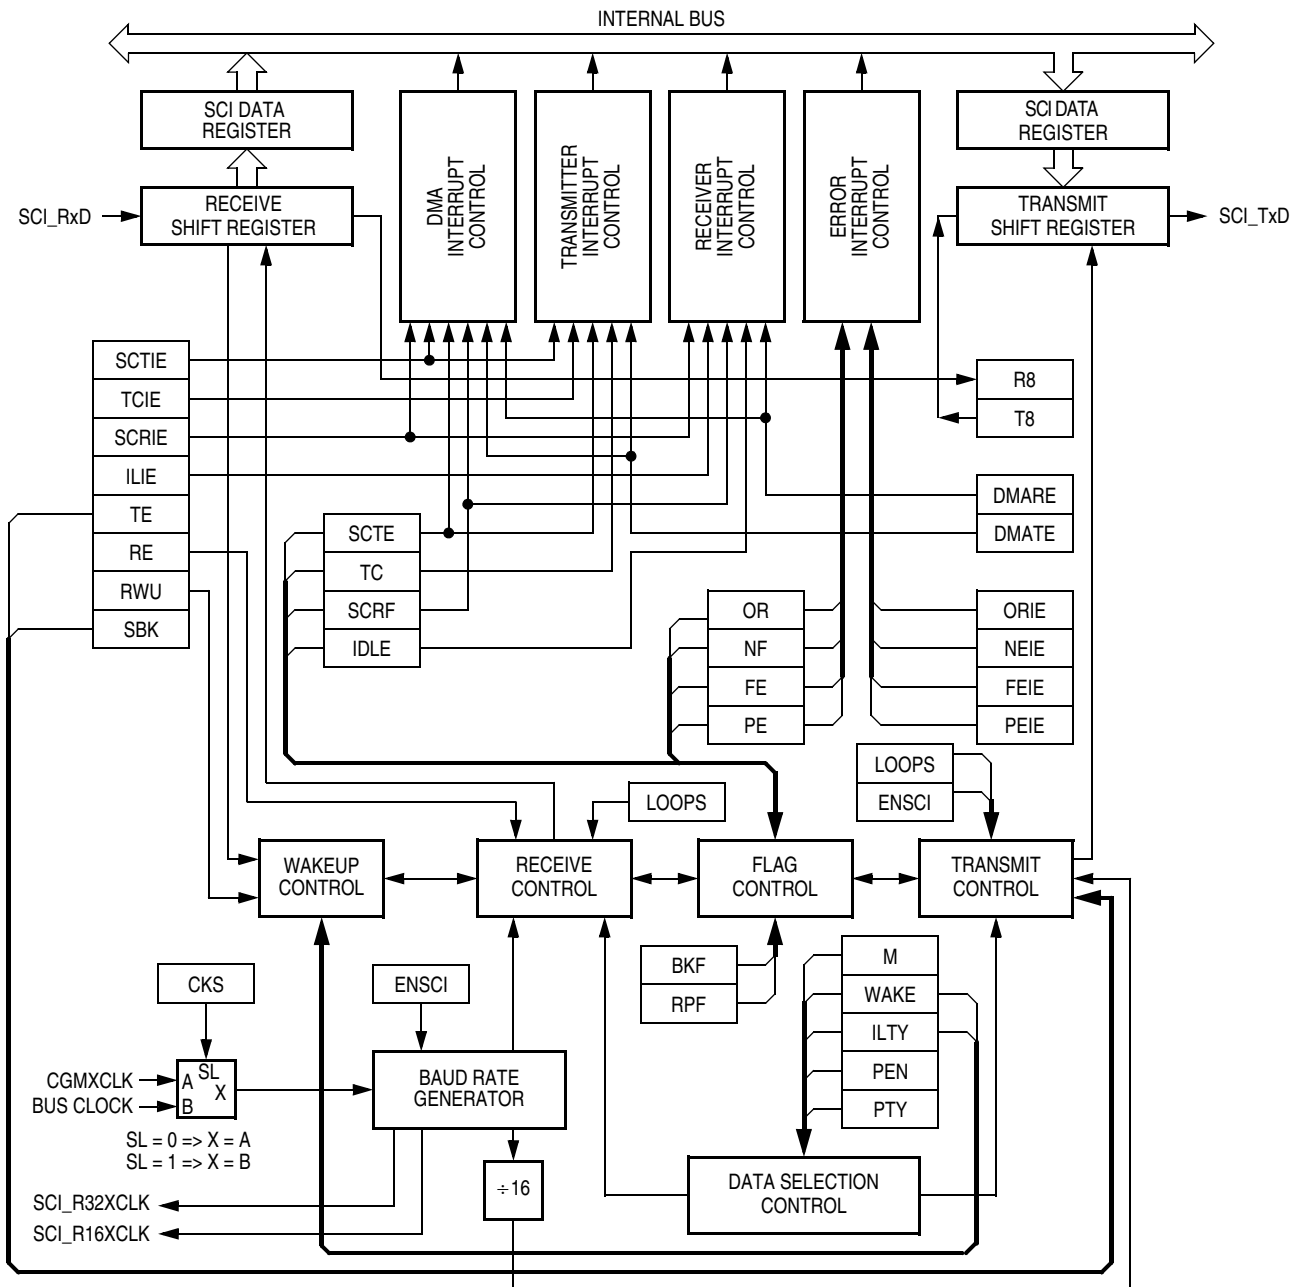 INTERNAL BUS
SCI DATA
REGISTER
SCI DATA
REGISTER
DMA
INTERRUPT
CONTROL
TRANSMITTER
INTERRUPT
CONTROL
RECEIVER
INTERRUPT
CONTROL
ERROR
INTERRUPT
CONTROL
SCI_RxD
RECEIVE
SHIFT REGISTER
TRANSMIT
SHIFT REGISTER
SCI_TxD
SCTIE
TCIE
SCRIE
ILIE
TE
RE
RWU
SBK
R8
T8
DMARE
DMATE
SCTE
TC
SCRF
IDLE
OR
NF
FE
PE
ORIE
NEIE
FEIE
PEIE
LOOPS
LOOPS
ENSCI
WAKEUP
CONTROL
RECEIVE
CONTROL
FLAG
CONTROL
TRANSMIT
CONTROL
BKF
RPF
M
WAKE
ILTY
PEN
PTY
CKS
ENSCI
CGMXCLK
BUS CLOCK
A
SL
X
B
SL = 0 => X = A
SL = 1 => X = B
BAUD RATE
GENERATOR
÷16
DATA SELECTION
CONTROL
SCI_R32XCLK
SCI_R16XCLK